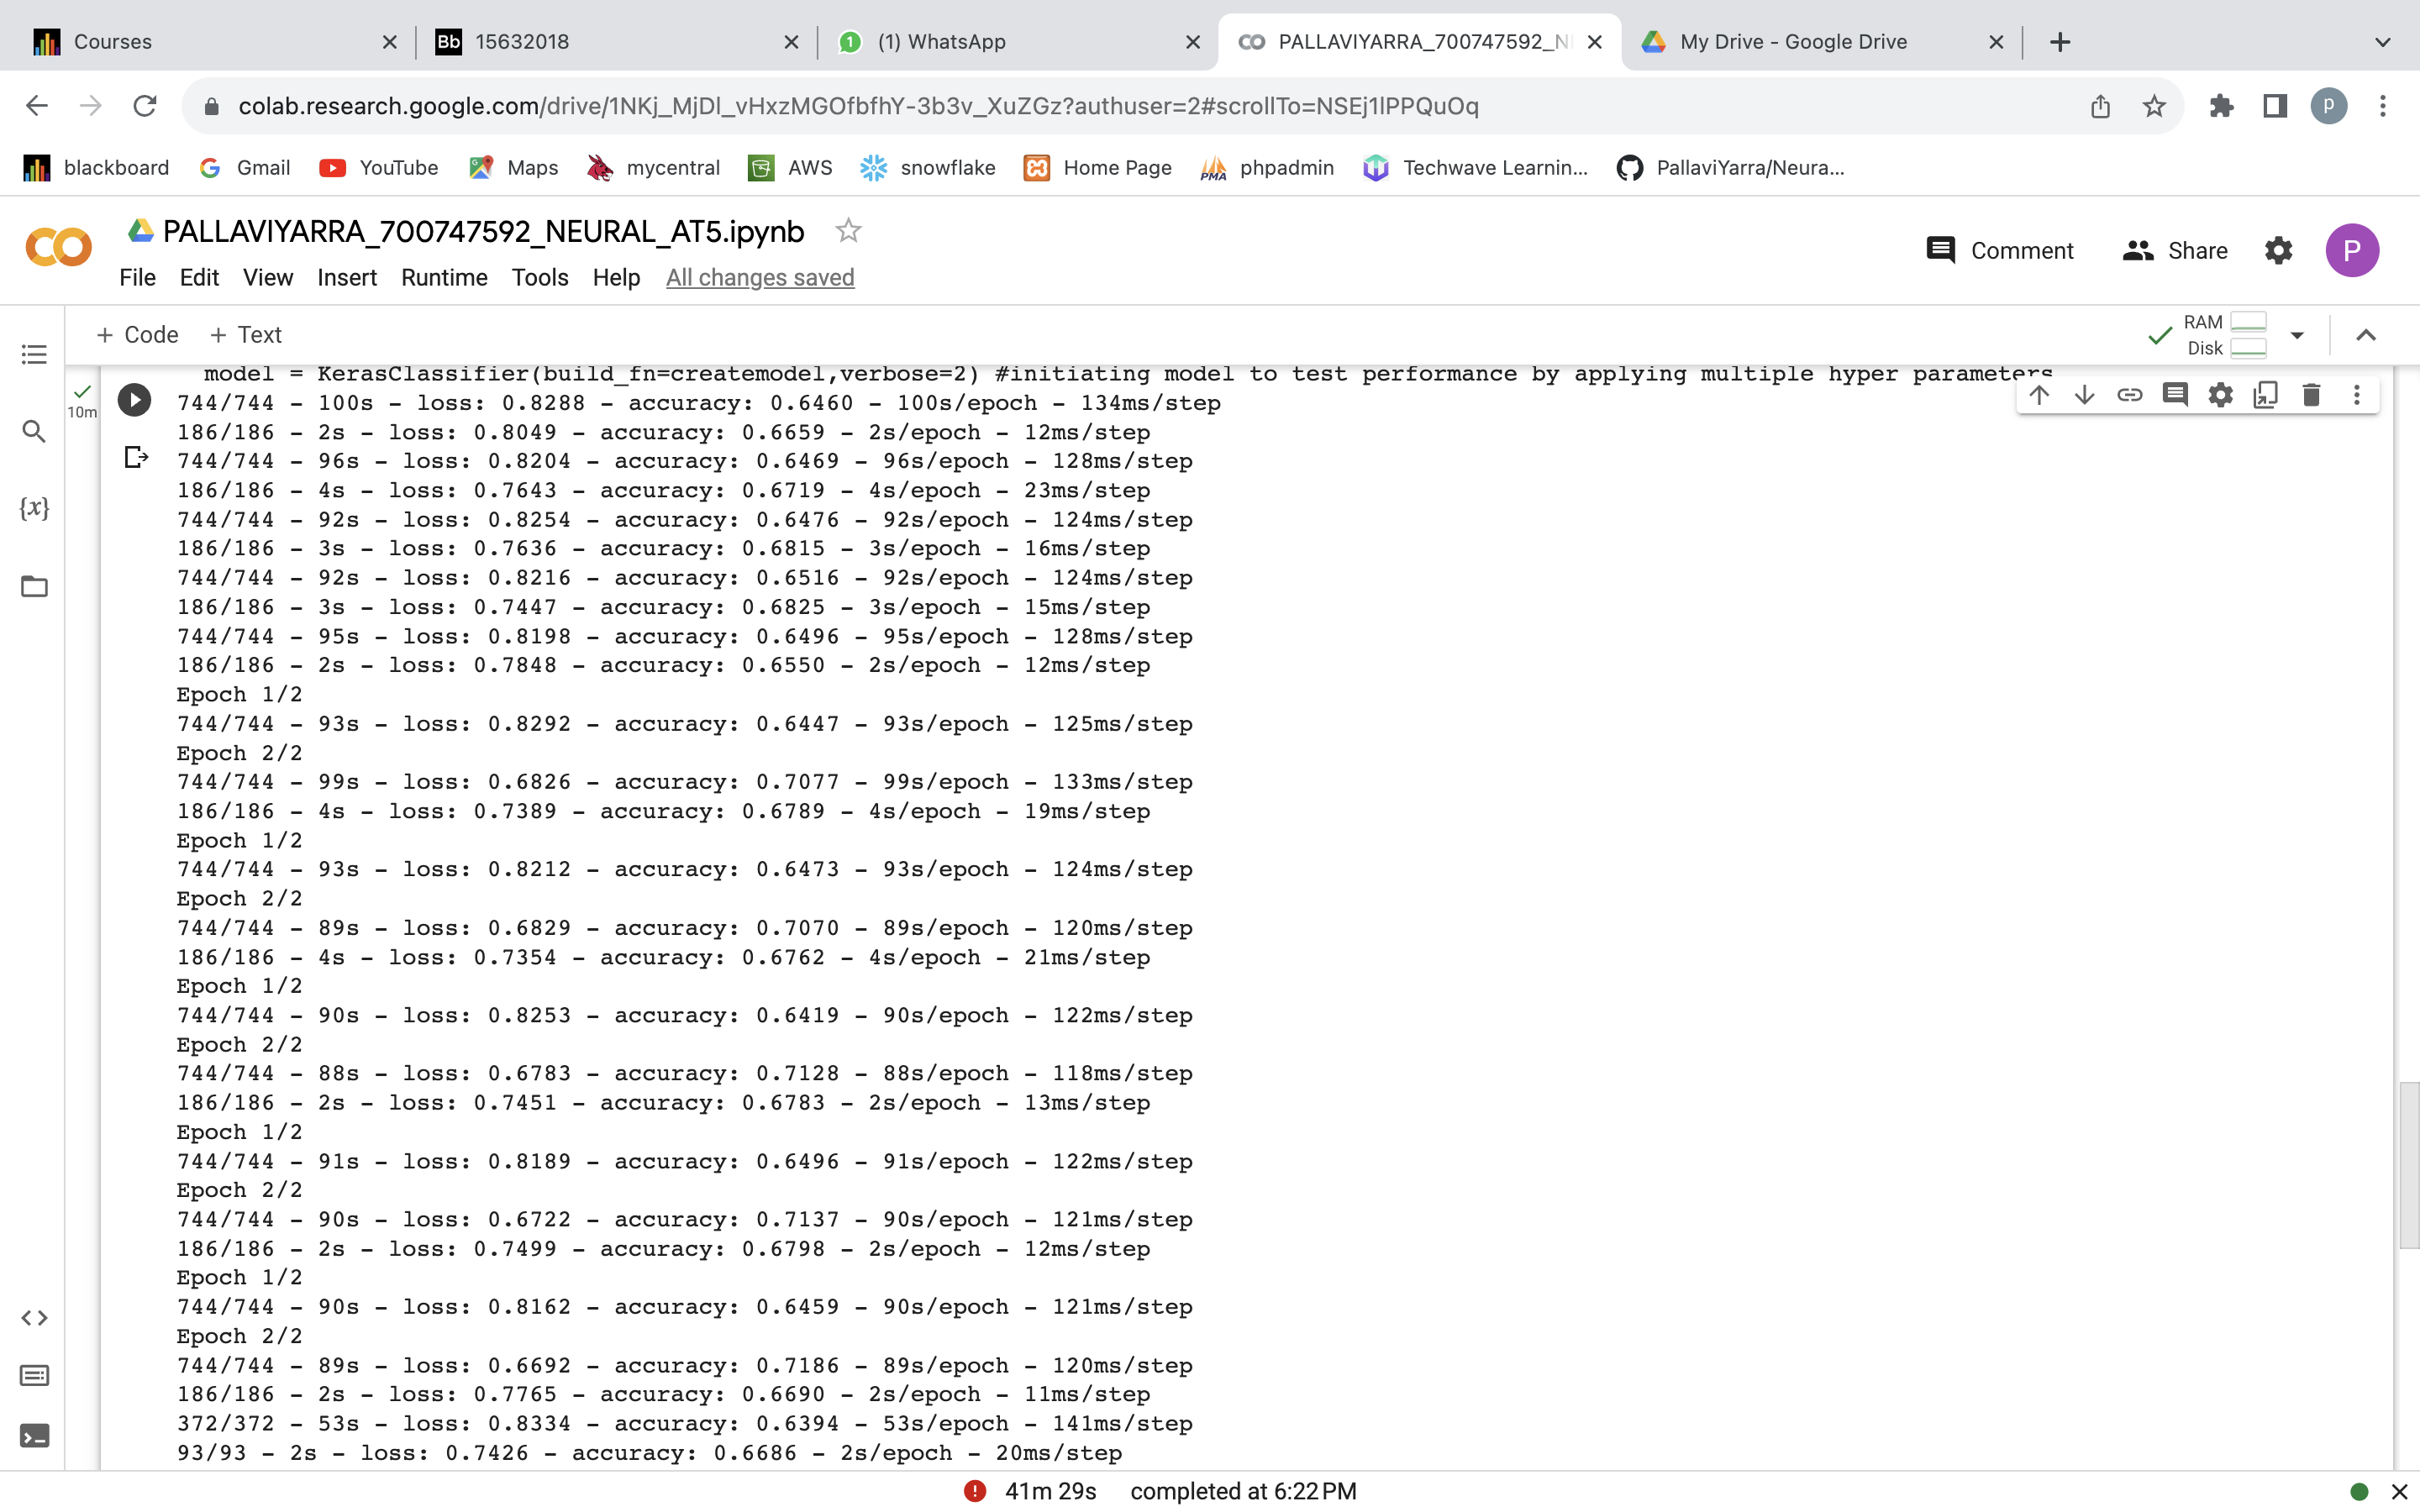 Courses
Bb 15632018
1 (1) WhatsApp
PALLAVIYARRA_700747592_N
My Drive - Google Drive
colab.research.google.com/drive/1NKj_MjDl_vHxzMGOfbfhY-3b3v_XuZGz?authuser=2#scrollTo=NSEj1lPPQuOq
p
blackboard
Gmail
YouTube
Maps
mycentral
AWS
snowflake
Home Page
PMA phpadmin
Techwave Learnin...
PallaviYarra/Neura...
PALLAVIYARRA_700747592_NEURAL_AT5.ipynb
File Edit View Insert Runtime Tools Help All changes saved
Comment
Share
P
+ Code + Text
RAM
Disk
10m
{x}
model = KerasClassifier(build_fn=createmodel,verbose=2) #initiating model to test performance by applying multiple hyper parameters
744/744 - 100s - loss: 0.8288 - accuracy: 0.6460 - 100s/epoch - 134ms/step
186/186 - 2s - loss: 0.8049 - accuracy: 0.6659 - 2s/epoch - 12ms/step
744/744 - 96s - loss: 0.8204 - accuracy: 0.6469 - 96s/epoch - 128ms/step
186/186 - 4s - loss: 0.7643 - accuracy: 0.6719 - 4s/epoch - 23ms/step
744/744 - 92s - loss: 0.8254 - accuracy: 0.6476 - 92s/epoch - 124ms/step
186/186 - 3s - loss: 0.7636 - accuracy: 0.6815 - 3s/epoch - 16ms/step
744/744 - 92s - loss: 0.8216 - accuracy: 0.6516 - 92s/epoch - 124ms/step
186/186 - 3s - loss: 0.7447 - accuracy: 0.6825 - 3s/epoch - 15ms/step
744/744 - 95s - loss: 0.8198 - accuracy: 0.6496 - 95s/epoch - 128ms/step
186/186 - 2s - loss: 0.7848 - accuracy: 0.6550 - 2s/epoch - 12ms/step
Epoch 1/2
744/744 - 93s - loss: 0.8292 - accuracy: 0.6447 - 93s/epoch - 125ms/step
Epoch 2/2
744/744 - 99s - loss: 0.6826 - accuracy: 0.7077 - 99s/epoch - 133ms/step
186/186 - 4s - loss: 0.7389 - accuracy: 0.6789 - 4s/epoch - 19ms/step
Epoch 1/2
744/744 - 93s - loss: 0.8212 - accuracy: 0.6473 - 93s/epoch - 124ms/step
Epoch 2/2
744/744 - 89s - loss: 0.6829 - accuracy: 0.7070 - 89s/epoch - 120ms/step
186/186 - 4s - loss: 0.7354 - accuracy: 0.6762 - 4s/epoch - 21ms/step
Epoch 1/2
744/744 - 90s - loss: 0.8253 - accuracy: 0.6419 - 90s/epoch - 122ms/step
Epoch 2/2
744/744 - 88s - loss: 0.6783 - accuracy: 0.7128 - 88s/epoch - 118ms/step
186/186 - 2s - loss: 0.7451 - accuracy: 0.6783 - 2s/epoch - 13ms/step
Epoch 1/2
744/744 - 91s - loss: 0.8189 - accuracy: 0.6496 - 91s/epoch - 122ms/step
Epoch 2/2
744/744 - 90s - loss: 0.6722 - accuracy: 0.7137 - 90s/epoch - 121ms/step
186/186 - 2s - loss: 0.7499 - accuracy: 0.6798 - 2s/epoch - 12ms/step
Epoch 1/2
744/744 - 90s - loss: 0.8162 - accuracy: 0.6459 - 90s/epoch - 121ms/step
Epoch 2/2
744/744 - 89s - loss: 0.6692 - accuracy: 0.7186 - 89s/epoch - 120ms/step
186/186 - 2s - loss: 0.7765 - accuracy: 0.6690 - 2s/epoch - 11ms/step
372/372 - 53s - loss: 0.8334 - accuracy: 0.6394 - 53s/epoch - 141ms/step
93/93 - 2s - loss: 0.7426 - accuracy: 0.6686 - 2s/epoch - 20ms/step
41m 29s completed at 6:22 PM